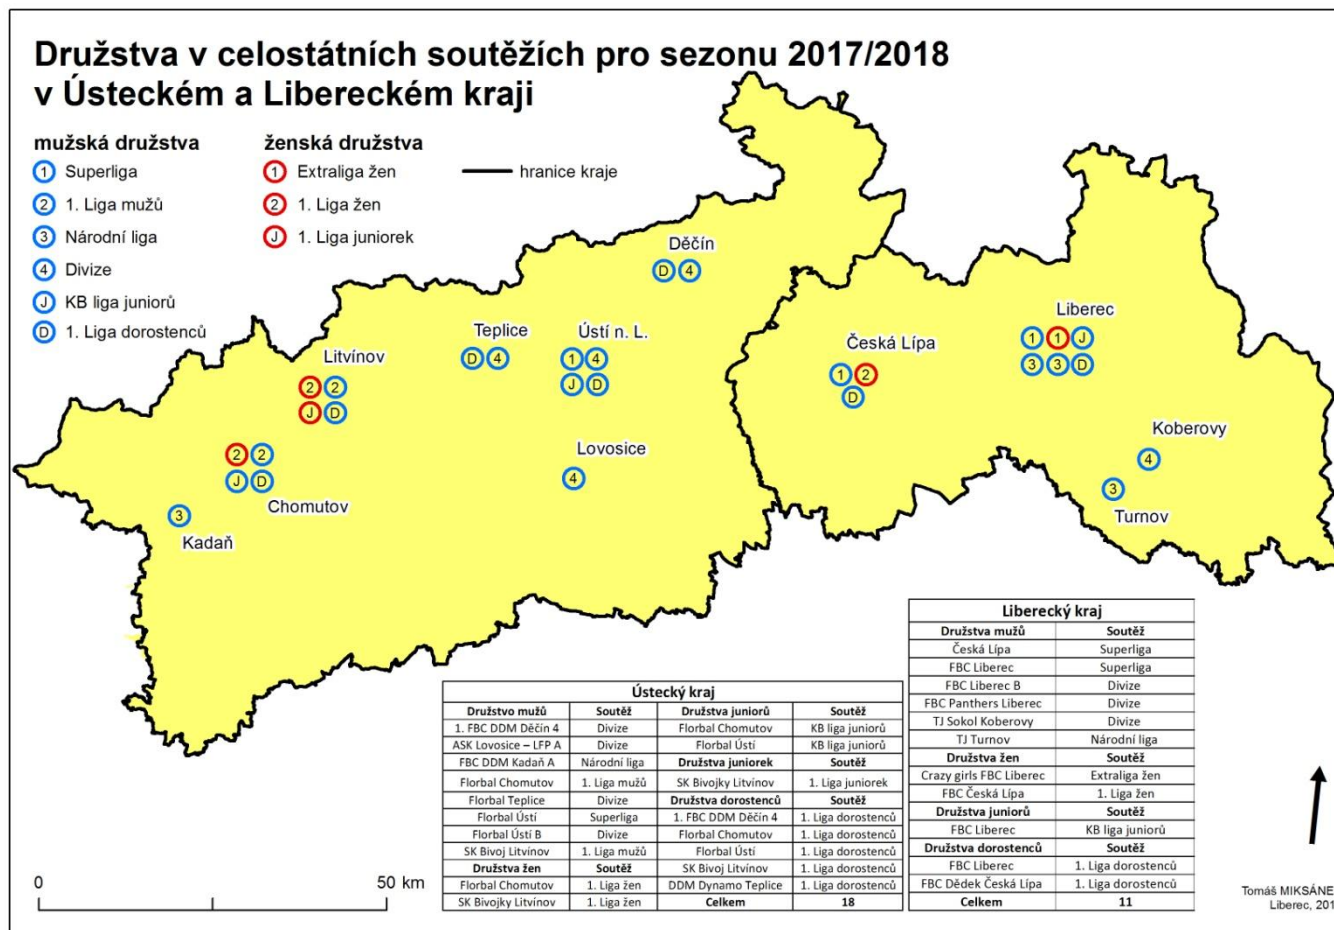 Družstva v celostátních soutěžích pro sezonu 2017/2018
v Ústeckém a Libereckém kraji
mužská družstva
1 Superliga
2 1. Liga mužů
3 Národní liga
4 Divize
J KB liga juniorů
D 1. Liga dorostenců
ženská družstva
1 Extraliga žen
2 1. Liga žen
J 1. Liga juniorek
hranice kraje
Děčín
D 4
Teplice
D 4
Ústí n. L.
1 4
J D
Litvínov
2 2
J D
2 2
J D
Chomutov
3
Kadaň
Lovosice
4
Česká Lípa
1 2
D
Liberec
1 1 J
3 3 D
Koberovy
4
3
Turnov
Ústecký kraj
Družstvo mužů Soutěž Družstva juniorů Soutěž
1. FBC DDM Děčín 4 Divize Florbal Chomutov KB liga juniorů
ASK Lovosice – LFP A Divize Florbal Ústí KB liga juniorů
FBC DDM Kadaň A Národní liga Družstva juniorek Soutěž
Florbal Chomutov 1. Liga mužů SK Bivojky Litvínov 1. Liga juniorek
Florbal Teplice Divize Družstva dorostenců Soutěž
Florbal Ústí Superliga 1. FBC DDM Děčín 4 1. Liga dorostenců
Florbal Ústí B Divize Florbal Chomutov 1. Liga dorostenců
SK Bivoj Litvínov 1. Liga mužů Florbal Ústí 1. Liga dorostenců
Družstva žen Soutěž SK Bivoj Litvínov 1. Liga dorostenců
Florbal Chomutov 1. Liga žen DDM Dynamo Teplice 1. Liga dorostenců
SK Bivojky Litvínov 1. Liga žen Celkem 18
Liberecký kraj
Družstva mužů Soutěž
Česká Lípa Superliga
FBC Liberec Superliga
FBC Liberec B Divize
FBC Panthers Liberec Divize
TJ Sokol Koberovy Divize
TJ Turnov Národní liga
Družstva žen Soutěž
Crazy girls FBC Liberec Extraliga žen
FBC Česká Lípa 1. Liga žen
Družstva juniorů Soutěž
FBC Liberec KB liga juniorů
Družstva dorostenců Soutěž
FBC Liberec 1. Liga dorostenců
FBC Dědek Česká Lípa 1. Liga dorostenců
Celkem 11
0 50 km
Tomáš MIKSÁNE
Liberec, 201